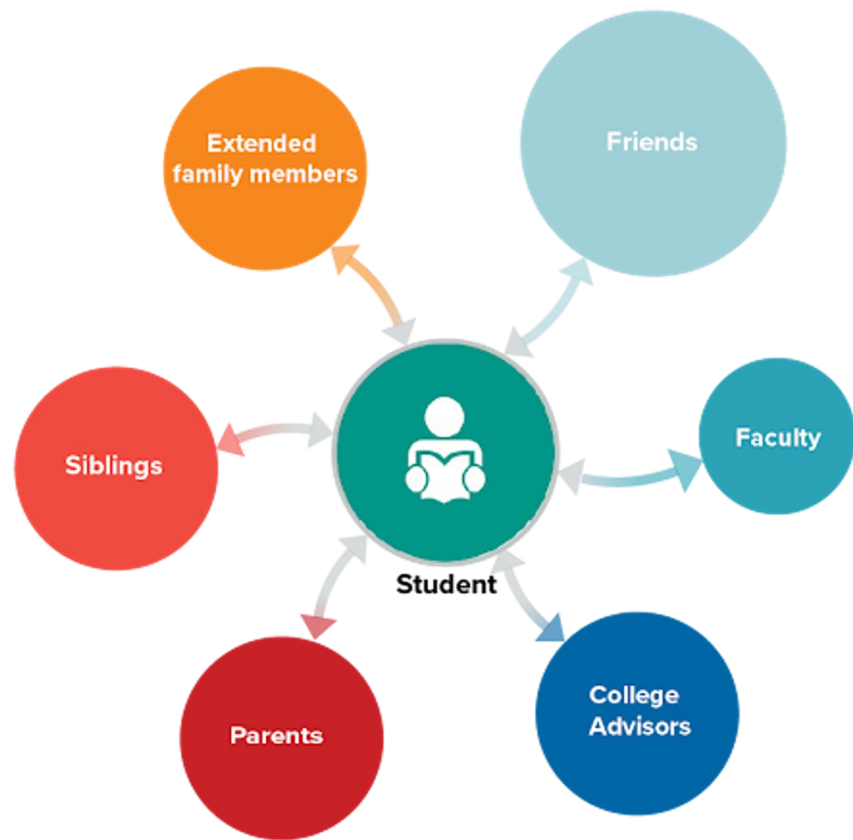 Extended
family members
Friends
Siblings
Faculty
Student
Parents
College
Advisors